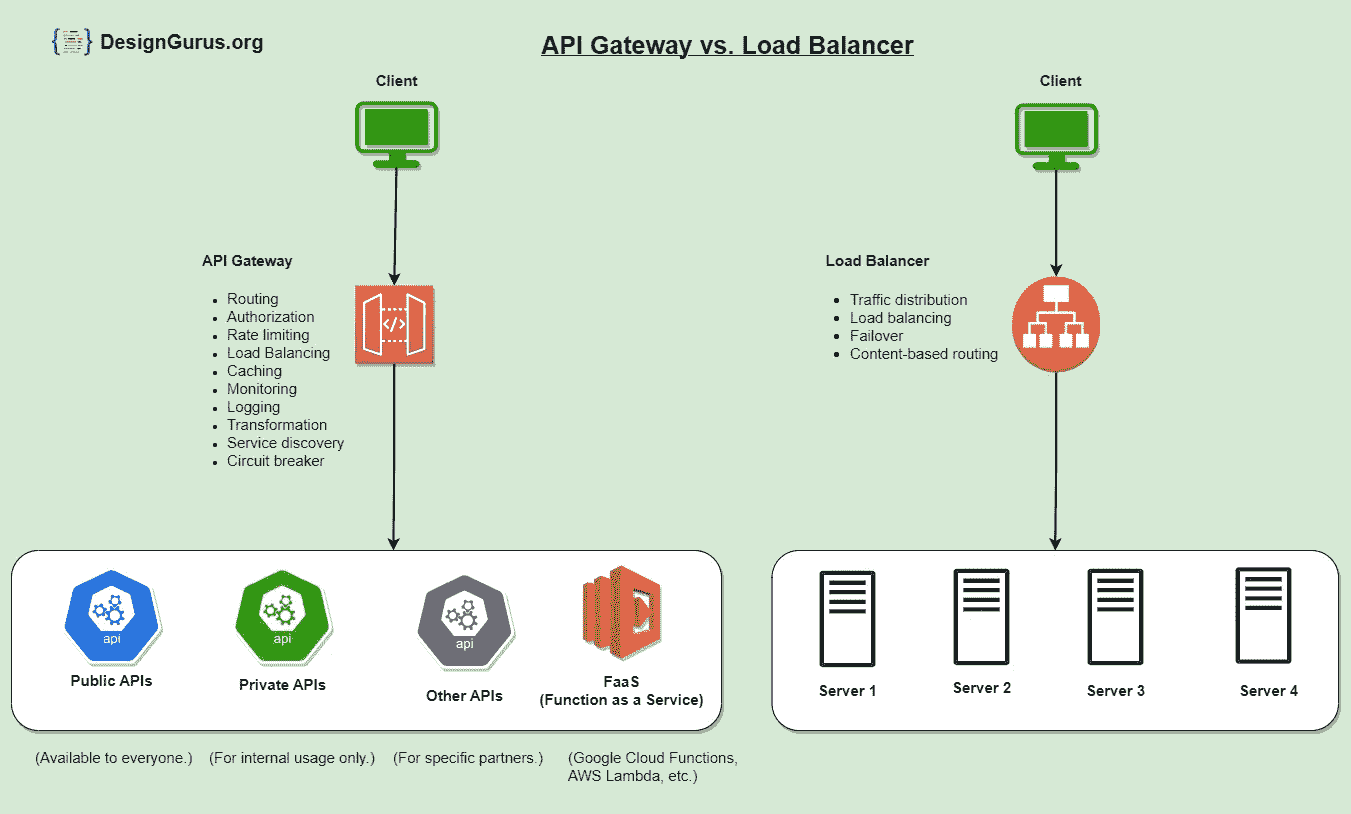 DesignGurus.org
API Gateway vs. Load Balancer
Client
API Gateway
Routing
Authorization
Rate limiting
Load Balancing
Caching
Monitoring
Logging
Transformation
Service discovery
Circuit breaker
</>
api
Public APIs
api
Private APIs
api
Other APIs
FaaS
(Function as a Service)
(Available to everyone.)
(For internal usage only.)
(For specific partners.)
(Google Cloud Functions,
AWS Lambda, etc.)
Client
Load Balancer
Traffic distribution
Load balancing
Failover
Content-based routing
Server 1
Server 2
Server 3
Server 4